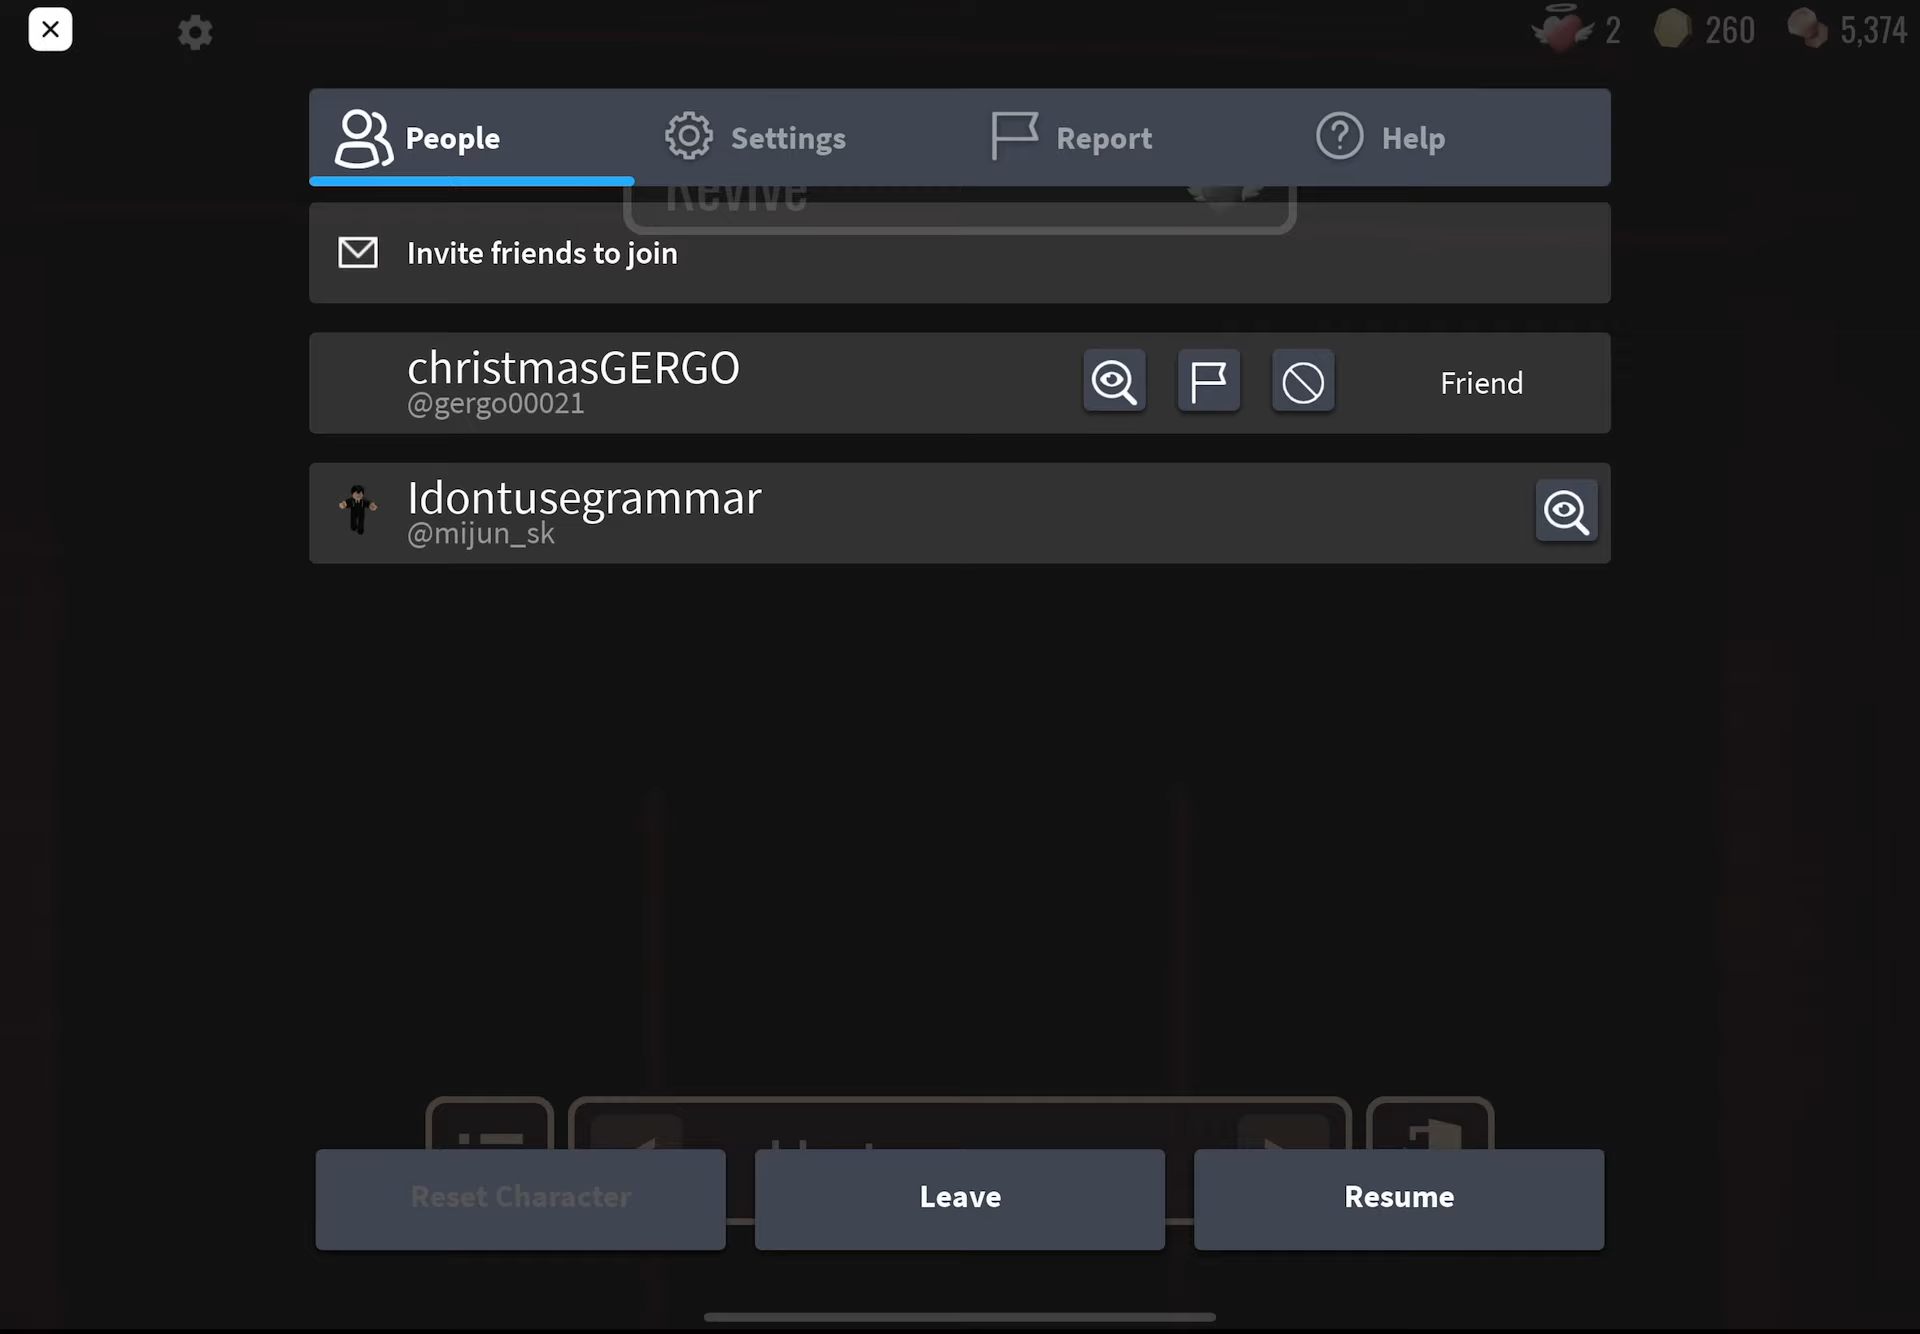 2 260 5,374
People Settings Report Help
Revive
Invite friends to join
christmasGERGO
@gergo00021
Friend
Idontusegrammar
@mijun_sk
Reset Character Leave Resume